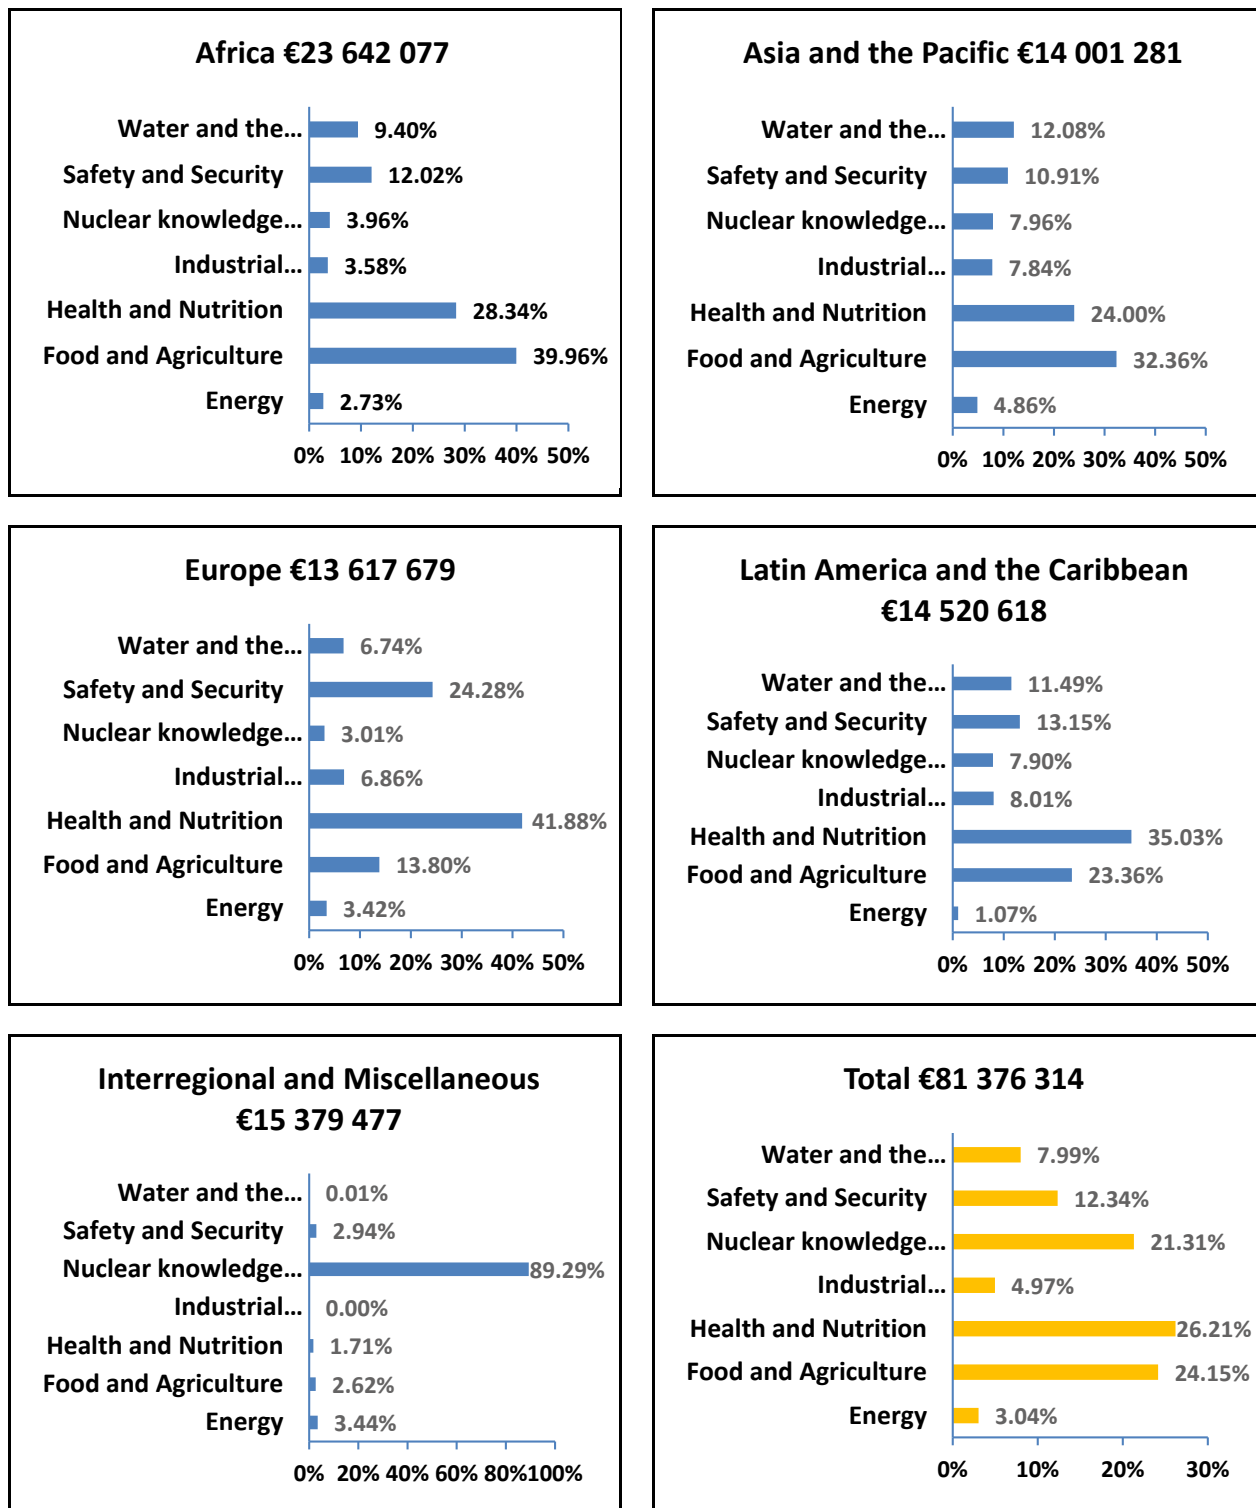 Africa €23 642 077
Water and the... 9.40%
Safety and Security 12.02%
Nuclear knowledge... 3.96%
Industrial... 3.58%
Health and Nutrition 28.34%
Food and Agriculture 39.96%
Energy 2.73%
0% 10% 20% 30% 40% 50%
Asia and the Pacific €14 001 281
Water and the... 12.08%
Safety and Security 10.91%
Nuclear knowledge... 7.96%
Industrial... 7.84%
Health and Nutrition 24.00%
Food and Agriculture 32.36%
Energy 4.86%
0% 10% 20% 30% 40% 50%
Europe €13 617 679
Water and the... 6.74%
Safety and Security 24.28%
Nuclear knowledge... 3.01%
Industrial... 6.86%
Health and Nutrition 41.88%
Food and Agriculture 13.80%
Energy 3.42%
0% 10% 20% 30% 40% 50%
Latin America and the Caribbean
€14 520 618
Water and the... 11.49%
Safety and Security 13.15%
Nuclear knowledge... 7.90%
Industrial... 8.01%
Health and Nutrition 35.03%
Food and Agriculture 23.36%
Energy 1.07%
0% 10% 20% 30% 40% 50%
Interregional and Miscellaneous
€15 379 477
Water and the... 0.01%
Safety and Security 2.94%
Nuclear knowledge... 89.29%
Industrial... 0.00%
Health and Nutrition 1.71%
Food and Agriculture 2.62%
Energy 3.44%
0% 20% 40% 60% 80% 100%
Total €81 376 314
Water and the... 7.99%
Safety and Security 12.34%
Nuclear knowledge... 21.31%
Industrial... 4.97%
Health and Nutrition 26.21%
Food and Agriculture 24.15%
Energy 3.04%
0% 10% 20% 30%